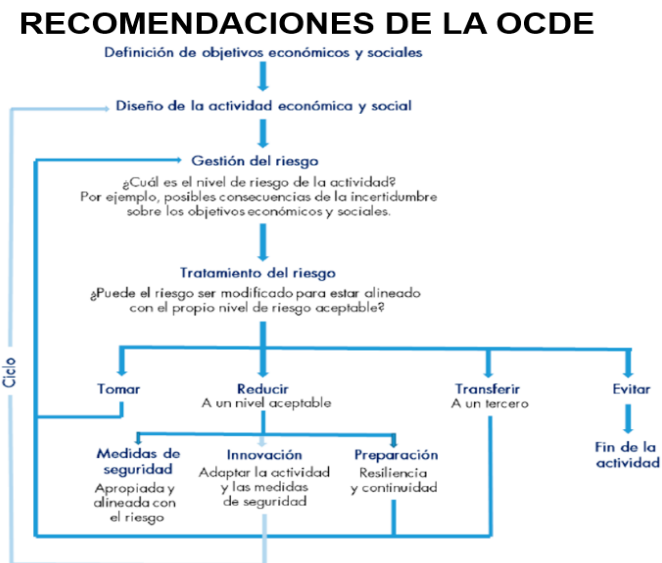 RECOMENDACIONES DE LA OCDE
Definición de objetivos económicos y sociales
Diseño de la actividad económica y social
Gestión del riesgo
¿Cuál es el nivel de riesgo de la actividad?
Por ejemplo, posibles consecuencias de la incertidumbre
sobre los objetivos económicos y sociales.
Tratamiento del riesgo
¿Puede el riesgo ser modificado para estar alineado
con el propio nivel de riesgo aceptable?
Ciclo
Tomar
Reducir
A un nivel aceptable
Transferir
A un tercero
Evitar
Medidas de
seguridad
Apropiada y
alineada con
el riesgo
Innovación
Adaptar la actividad
y las medidas
de seguridad
Preparación
Resiliencia
y continuidad
Fin de la
actividad